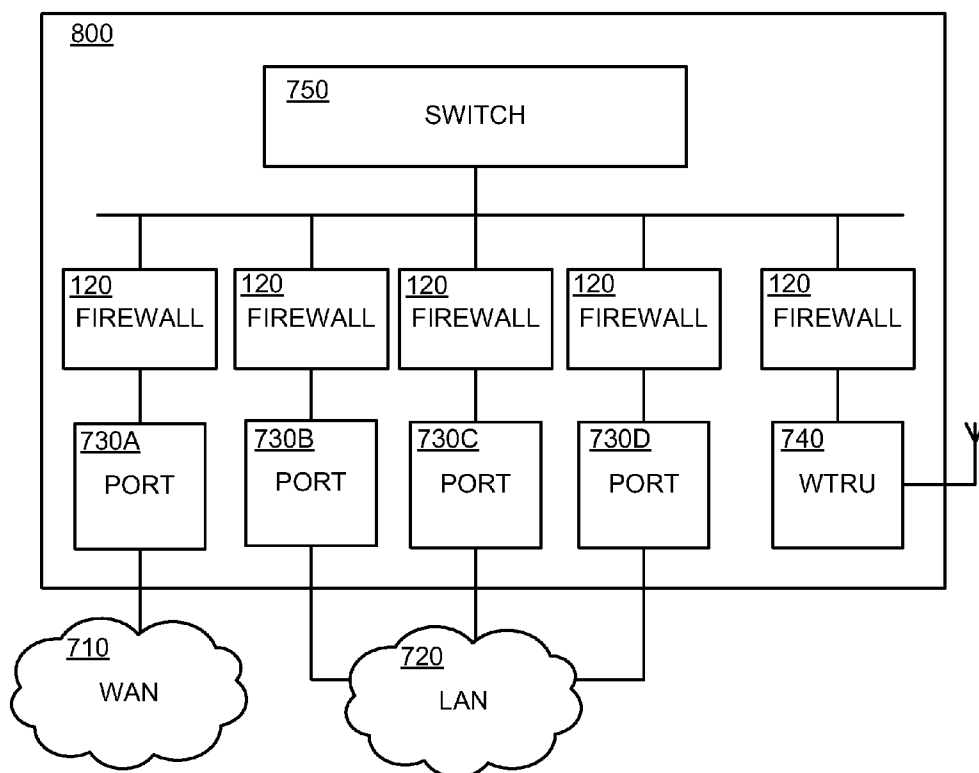 800
750
SWITCH
120
FIREWALL
120
FIREWALL
120
FIREWALL
120
FIREWALL
120
FIREWALL
730A
PORT
730B
PORT
730C
PORT
730D
PORT
740
WTRU
710
WAN
720
LAN